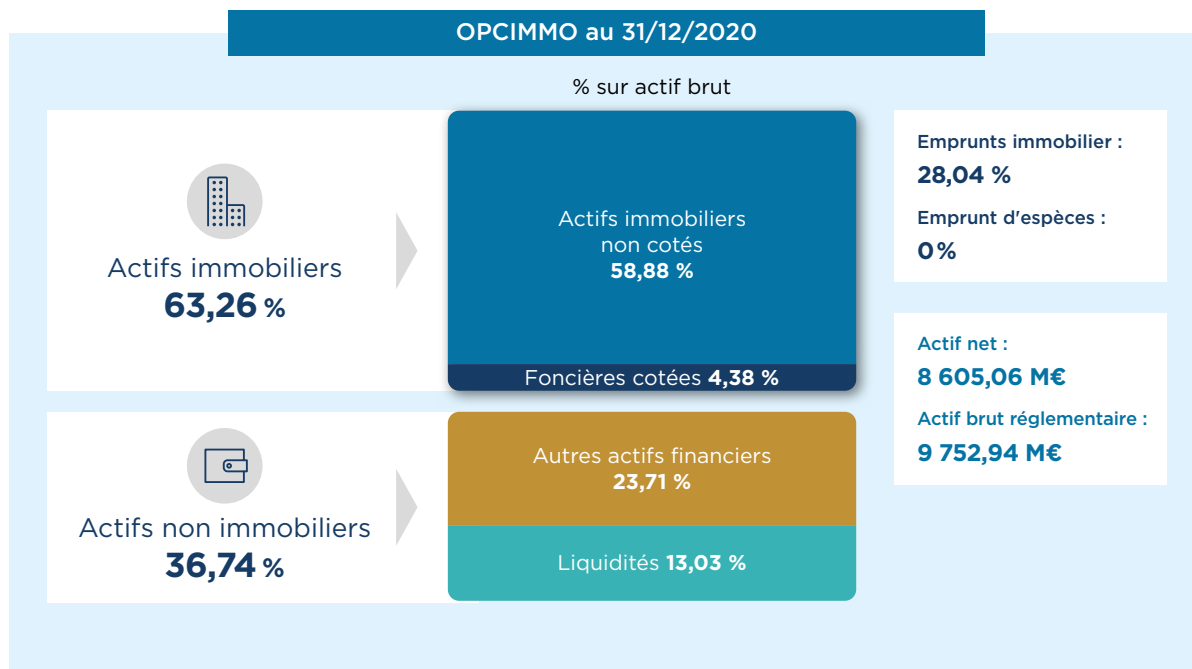 OPCIMMO au 31/12/2020
% sur actif brut
Actifs immobiliers
63,26 %
Actifs immobiliers
non cotés
58,88 %
Foncières cotées 4,38 %
Actifs non immobiliers
36,74 %
Autres actifs financiers
23,71 %
Liquidités 13,03 %
Emprunts immobilier :
28,04 %
Emprunt d'espèces :
0%
Actif net :
8 605,06 M€
Actif brut réglementaire :
9 752,94 M€